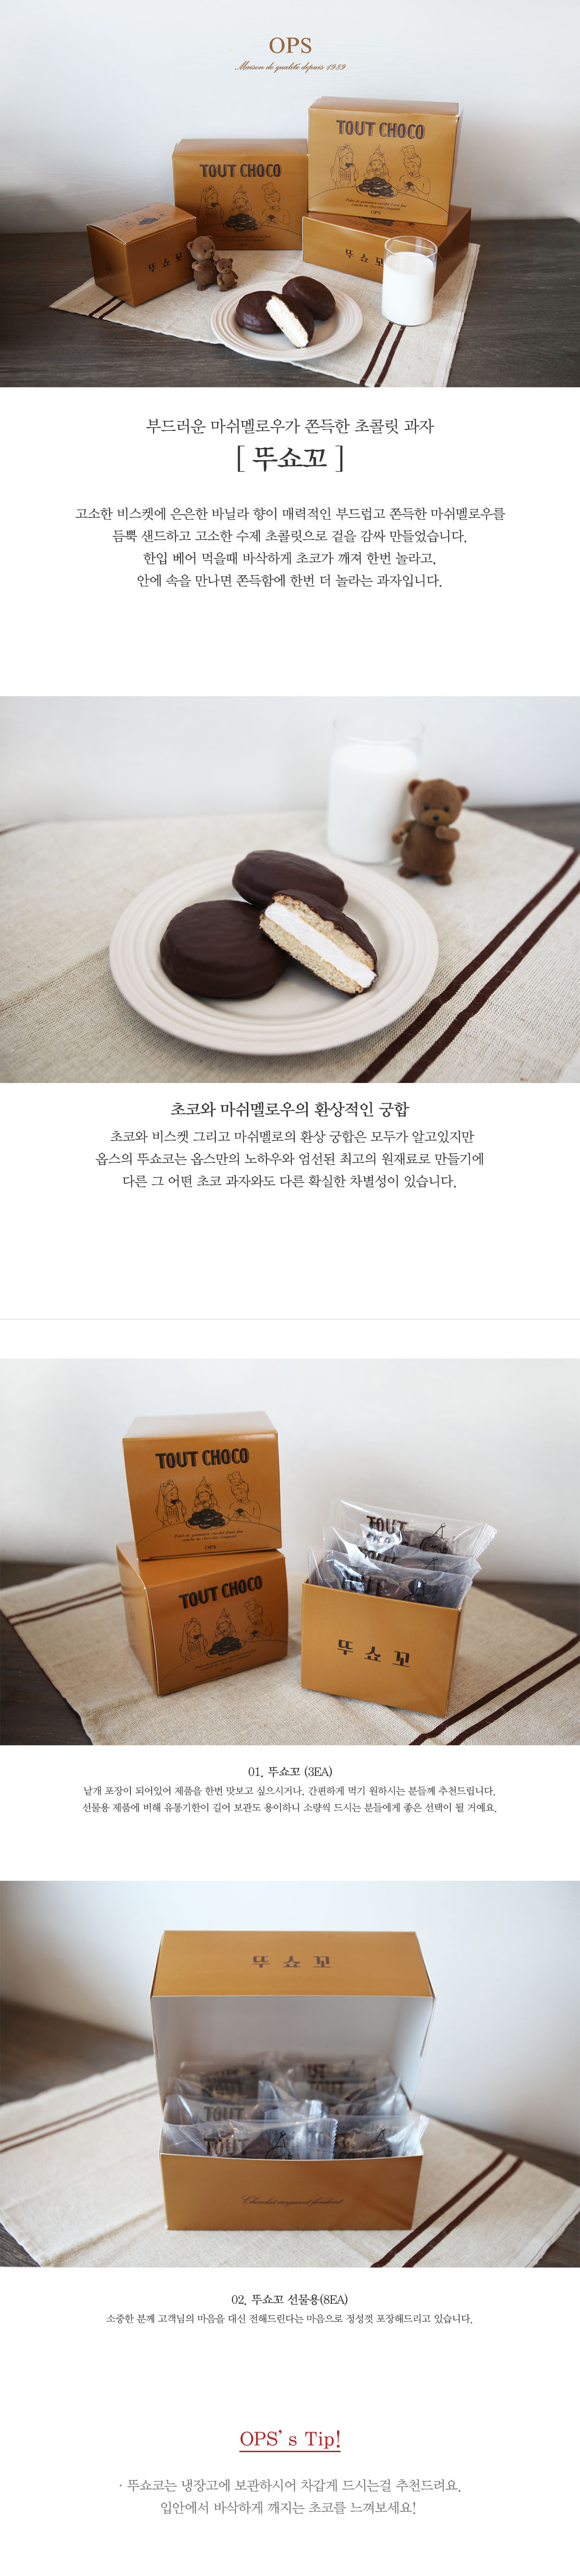 OPS
Maison de qualité depuis 1989
TOUT CHOCO
TOUT CHOCO
OPS
뚜 쇼 꼬
뚜 쇼
부드러운 마쉬멜로우가 쫀득한 초콜릿 과자
[ 뚜쇼꼬 ]
고소한 비스켓에 은은한 바닐라 향이 매력적인 부드럽고 쫀득한 마쉬멜로우를
듬뿍 샌드하고 고소한 수제 초콜릿으로 겉을 감싸 만들었습니다.
한입 베어 먹을때 바삭하게 초코가 깨져 한번 놀라고,
안에 속을 만나면 쫀득함에 한번 더 놀라는 과자입니다.
초코와 마쉬멜로우의 환상적인 궁합
초코와 비스켓 그리고 마쉬멜로의 환상 궁합은 모두가 알고있지만
옵스의 뚜쇼코는 옵스만의 노하우와 엄선된 최고의 원재료로 만들기에
다른 그 어떤 초코 과자와도 다른 확실한 차별성이 있습니다.
TOUT CHOCO
OPS
TOUT CHOCO
TOUT
뚜 쇼 꼬
01. 뚜쇼꼬 (3EA)
낱개 포장이 되어있어 제품을 한번 맛보고 싶으시거나, 간편하게 먹기 원하시는 분들께 추천드립니다.
선물용 제품에 비해 유통기한이 길어 보관도 용이하니 소량씩 드시는 분들에게 좋은 선택이 될 거예요.
뚜 쇼 꼬
TOUT
02. 뚜쇼꼬 선물용(8EA)
소중한 분께 고객님의 마음을 대신 전해드린다는 마음으로 정성껏 포장해드리고 있습니다.
OPS’ s Tip!
· 뚜쇼코는 냉장고에 보관하시어 차갑게 드시는걸 추천드려요.
입안에서 바삭하게 깨지는 초코를 느껴보세요!